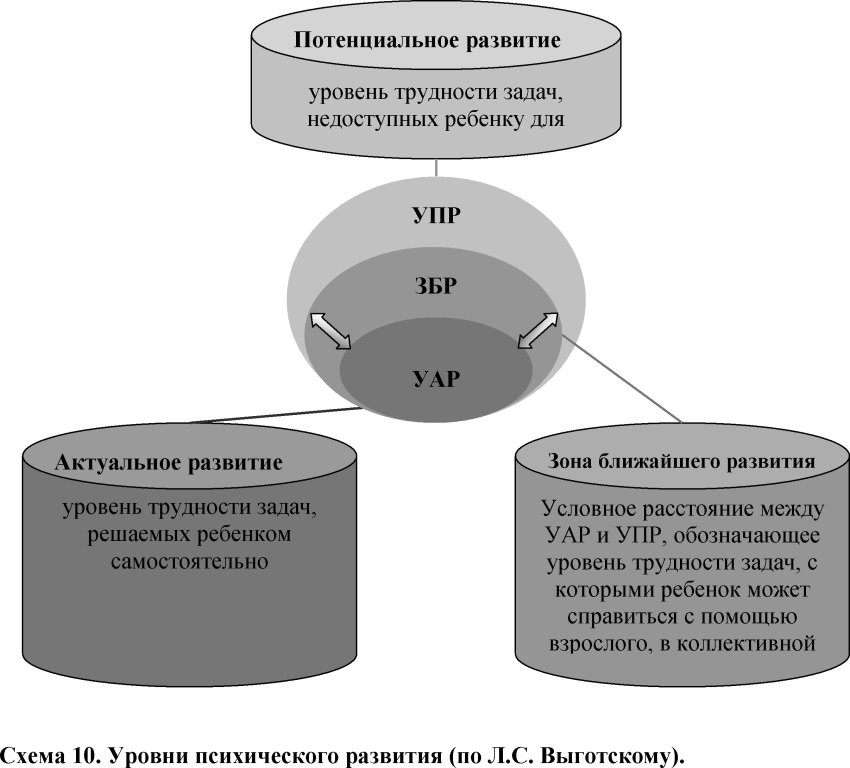 Потенциальное развитие
уровень трудности задач,
недоступных ребенку для
УПР
ЗБР
УАР
Актуальное развитие
уровень трудности задач,
решаемых ребенком
самостоятельно
Зона ближайшего развития
Условное расстояние между
УАР и УПР, обозначающее
уровень трудности задач, с
которыми ребенок может
справиться с помощью
взрослого, в коллективной
Схема 10. Уровни психического развития (по Л.С. Выготскому).